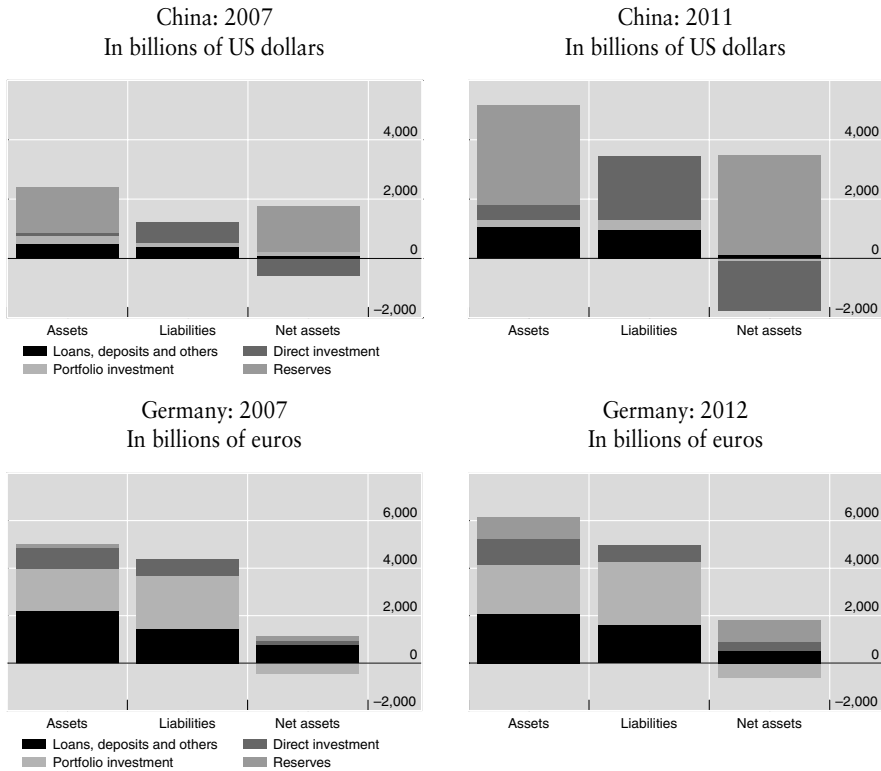 China: 2007
In billions of US dollars
4,000
2,000
0
–2,000
Assets Liabilities Net assets
Loans, deposits and others Direct investment
Portfolio investment Reserves
China: 2011
In billions of US dollars
4,000
2,000
0
–2,000
Assets Liabilities Net assets
Germany: 2007
In billions of euros
6,000
4,000
2,000
0
–2,000
Assets Liabilities Net assets
Loans, deposits and others Direct investment
Portfolio investment Reserves
Germany: 2012
In billions of euros
6,000
4,000
2,000
0
–2,000
Assets Liabilities Net assets